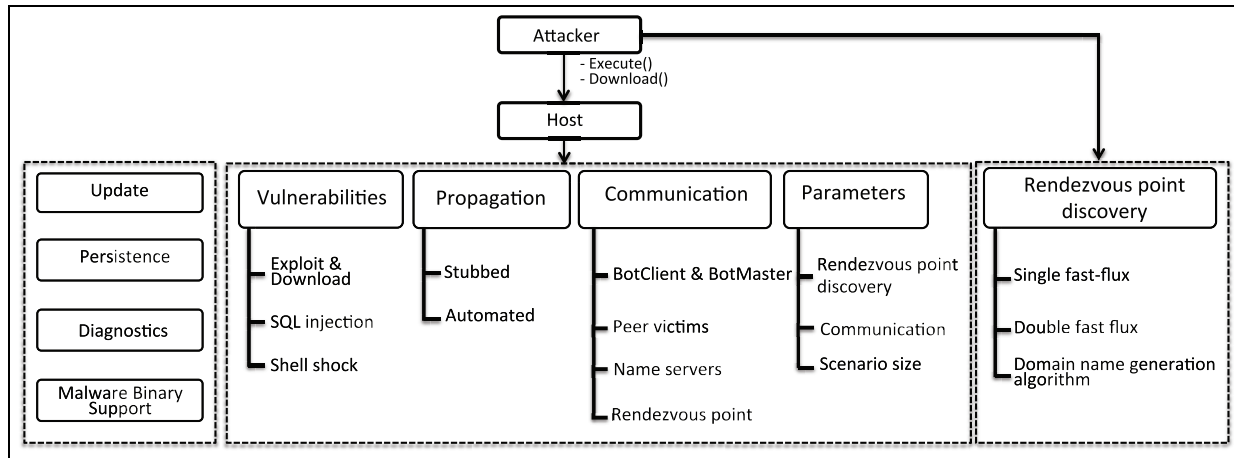 Attacker
- Execute()
- Download()
Host
Update
Persistence
Diagnostics
Malware Binary
Support
Vulnerabilities
Exploit &
Download
SQL injection
Shell shock
Propagation
Stubbed
Automated
Communication
BotClient & BotMaster
Peer victims
Name servers
Rendezvous point
Parameters
Rendezvous point
discovery
Communication
Scenario size
Rendezvous point
discovery
Single fast-flux
Double fast flux
Domain name generation
algorithm